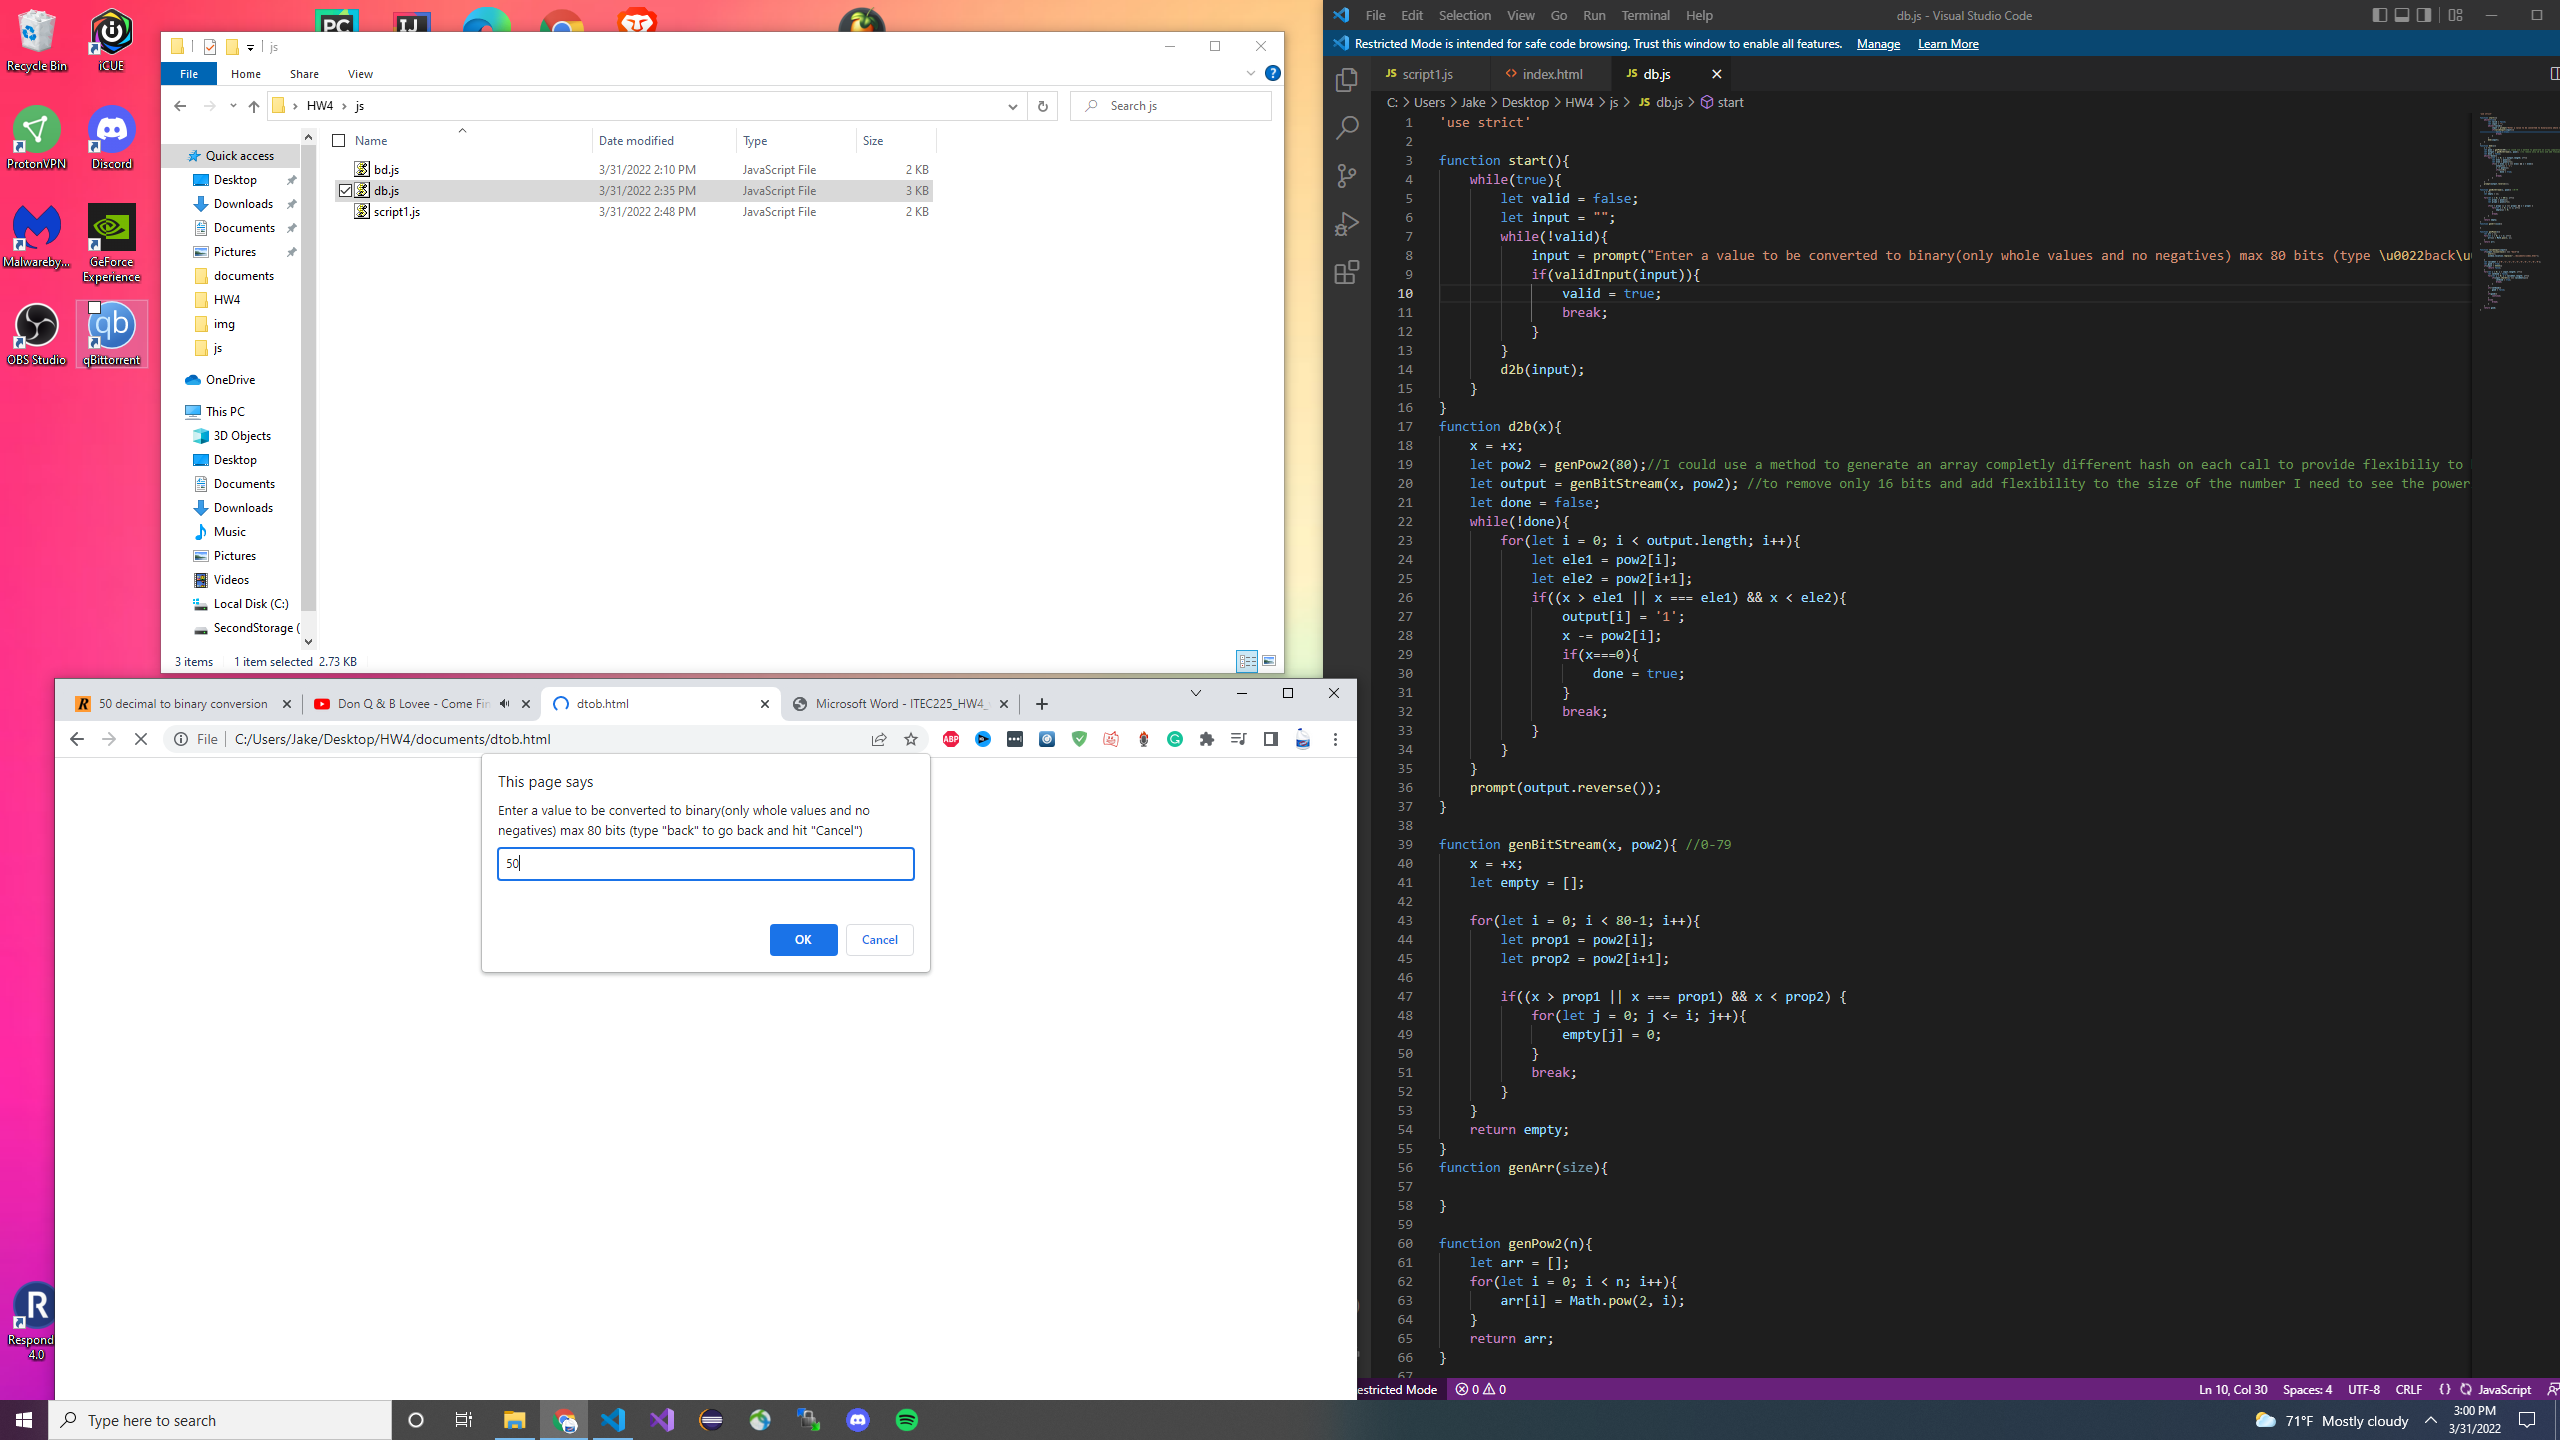 Recycle Bin
iCUE
ProtonVPN
Discord
Malwareby...
GeForce
Experience
OBS Studio
qb
qBittorrent
Respond
4.0
PC
IJ
js
File
Home
Share
View
HW4
js
Search js
Name
Date modified
Type
Size
bd.js 3/31/2022 2:10 PM JavaScript File 2 KB
db.js 3/31/2022 2:35 PM JavaScript File 3 KB
script1.js 3/31/2022 2:48 PM JavaScript File 2 KB
Quick access
Desktop
Downloads
Documents
Pictures
documents
HW4
img
js
OneDrive
This PC
3D Objects
Desktop
Documents
Downloads
Music
Pictures
Videos
Local Disk (C:)
SecondStorage (
3 items 1 item selected 2.73 KB
50 decimal to binary conversion
Don Q & B Lovee - Come Fin
dtob.html
Microsoft Word - ITEC225_HW4_
File C:/Users/Jake/Desktop/HW4/documents/dtob.html
ABP
This page says
Enter a value to be converted to binary(only whole values and no
negatives) max 80 bits (type "back" to go back and hit "Cancel")
50
OK
Cancel
File Edit Selection View Go Run Terminal Help
db.js - Visual Studio Code
Restricted Mode is intended for safe code browsing. Trust this window to enable all features. Manage Learn More
JS script1.js
<> index.html
JS db.js
C: > Users > Jake > Desktop > HW4 > js > JS db.js > start
1 'use strict'
2
3 function start(){
4 while(true){
5 let valid = false;
6 let input = "";
7 while(!valid){
8 input = prompt("Enter a value to be converted to binary(only whole values and no negatives) max 80 bits (type \u0022back\u
9 if(validInput(input)){
10 valid = true;
11 break;
12 }
13 }
14 d2b(input);
15 }
16 }
17 function d2b(x){
18 x = +x;
19 let pow2 = genPow2(80);//I could use a method to generate an array completly different hash on each call to provide flexibiliy to
20 let output = genBitStream(x, pow2); //to remove only 16 bits and add flexibility to the size of the number I need to see the power
21 let done = false;
22 while(!done){
23 for(let i = 0; i < output.length; i++){
24 let ele1 = pow2[i];
25 let ele2 = pow2[i+1];
26 if((x > ele1 || x === ele1) && x < ele2){
27 output[i] = '1';
28 x -= pow2[i];
29 if(x===0){
30 done = true;
31 }
32 break;
33 }
34 }
35 }
36 prompt(output.reverse());
37 }
38
39 function genBitStream(x, pow2){ //0-79
40 x = +x;
41 let empty = [];
42
43 for(let i = 0; i < 80-1; i++){
44 let prop1 = pow2[i];
45 let prop2 = pow2[i+1];
46
47 if((x > prop1 || x === prop1) && x < prop2) {
48 for(let j = 0; j <= i; j++){
49 empty[j] = 0;
50 }
51 break;
52 }
53 }
54 return empty;
55 }
56 function genArr(size){
57
58 }
59
60 function genPow2(n){
61 let arr = [];
62 for(let i = 0; i < n; i++){
63 arr[i] = Math.pow(2, i);
64 }
65 return arr;
66 }
67
estricted Mode 0 0
Ln 10, Col 30 Spaces: 4 UTF-8 CRLF {} JavaScript
Type here to search
71°F Mostly cloudy
3:00 PM
3/31/2022